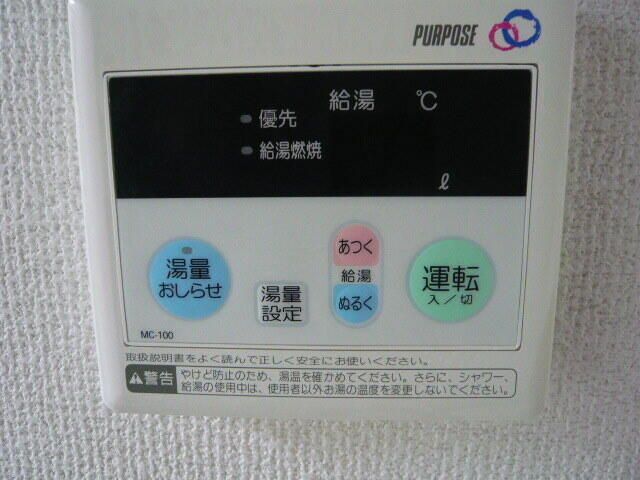 PURPOSE
給湯 ℃
優先
給湯燃焼
ℓ
湯量
おしらせ
湯量
設定
あつく
給湯
ぬるく
運転
入/切
MC-100
取扱説明書をよく読んで正しく安全にお使いください。
警告
やけど防止のため、湯温を確かめてください。さらに、シャワー、
給湯の使用中は、使用者以外お湯の温度を変更しないでください。